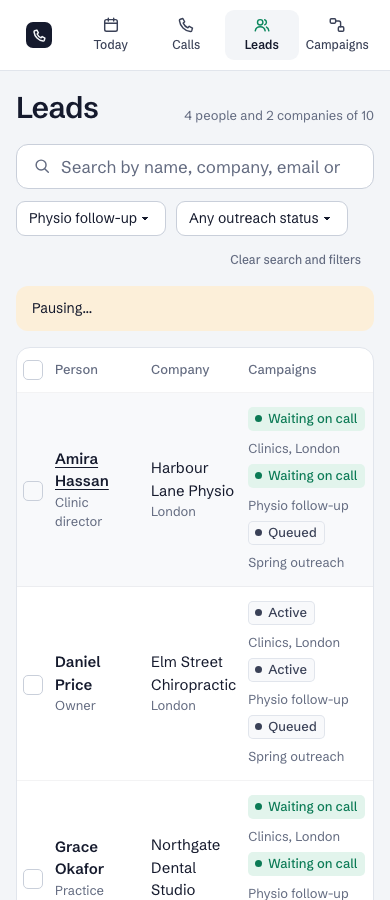 Today
Calls
Leads
Campaigns
Leads
4 people and 2 companies of 10
Search by name, company, email or
Physio follow-up
Any outreach status
Clear search and filters
Pausing…
Person
Company
Campaigns
Amira
Hassan
Clinic
director
Harbour
Lane Physio
London
Waiting on call
Clinics, London
Waiting on call
Physio follow-up
Queued
Spring outreach
Daniel
Price
Owner
Elm Street
Chiropractic
London
Active
Clinics, London
Active
Physio follow-up
Queued
Spring outreach
Grace
Okafor
Practice
Northgate
Dental
Studio
Waiting on call
Clinics, London
Waiting on call
Physio follow-up